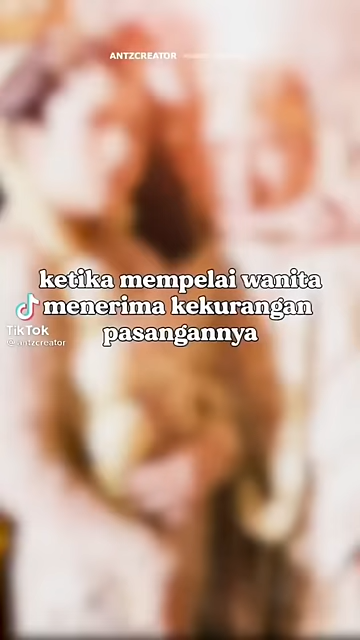 ANTZCREATOR
ketika mempelai wanita
menerima kekurangan
pasangannya
TikTok
@antzcreator